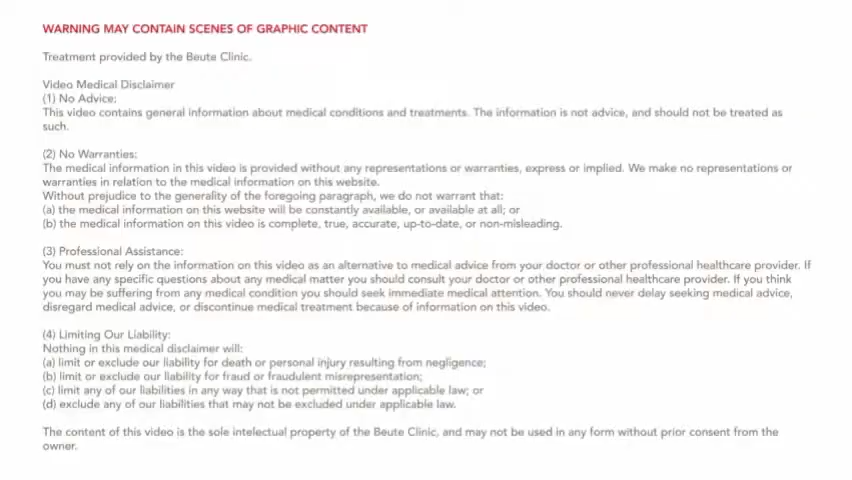 WARNING MAY CONTAIN SCENES OF GRAPHIC CONTENT
Treatment provided by the Beute Clinic.
Video Medical Disclaimer
(1) No Advice;
This video contains general information about medical conditions and treatments. The information is not advice, and should not be treated as
such.
(2) No Warranties:
The medical information in this video is provided without any representations or warranties, express or implied. We make no representations or
warranties in relation to the medical information on this website.
Without prejudice to the generality of the foregoing paragraph, we do not warrant that:
(a) the medical information on this website will be constantly available, or available at all; or
(b) the medical information on this video is complete, true, accurate, up-to-date, or non-misleading.
(3) Professional Assistance:
You must not rely on the information on this video as an alternative to medical advice from your doctor or other professional healthcare provider. If
you have any specific questions about any medical matter you should consult your doctor or other professional healthcare provider. If you think
you may be suffering from any medical condition you should seek immediate medical attention. You should never delay seeking medical advice,
disregard medical advice, or discontinue medical treatment because of information on this video.
(4) Limiting Our Liability:
Nothing in this medical disclaimer will:
(a) limit or exclude our liability for death or personal injury resulting from negligence;
(b) limit or exclude our liability for fraud or fraudulent misrepresentation;
(c) limit any of our liabilities in any way that is not permitted under applicable law; or
(d) exclude any of our liabilities that may not be excluded under applicable law.
The content of this video is the sole intelectual property of the Beute Clinic, and may not be used in any form without prior consent from the
owner.